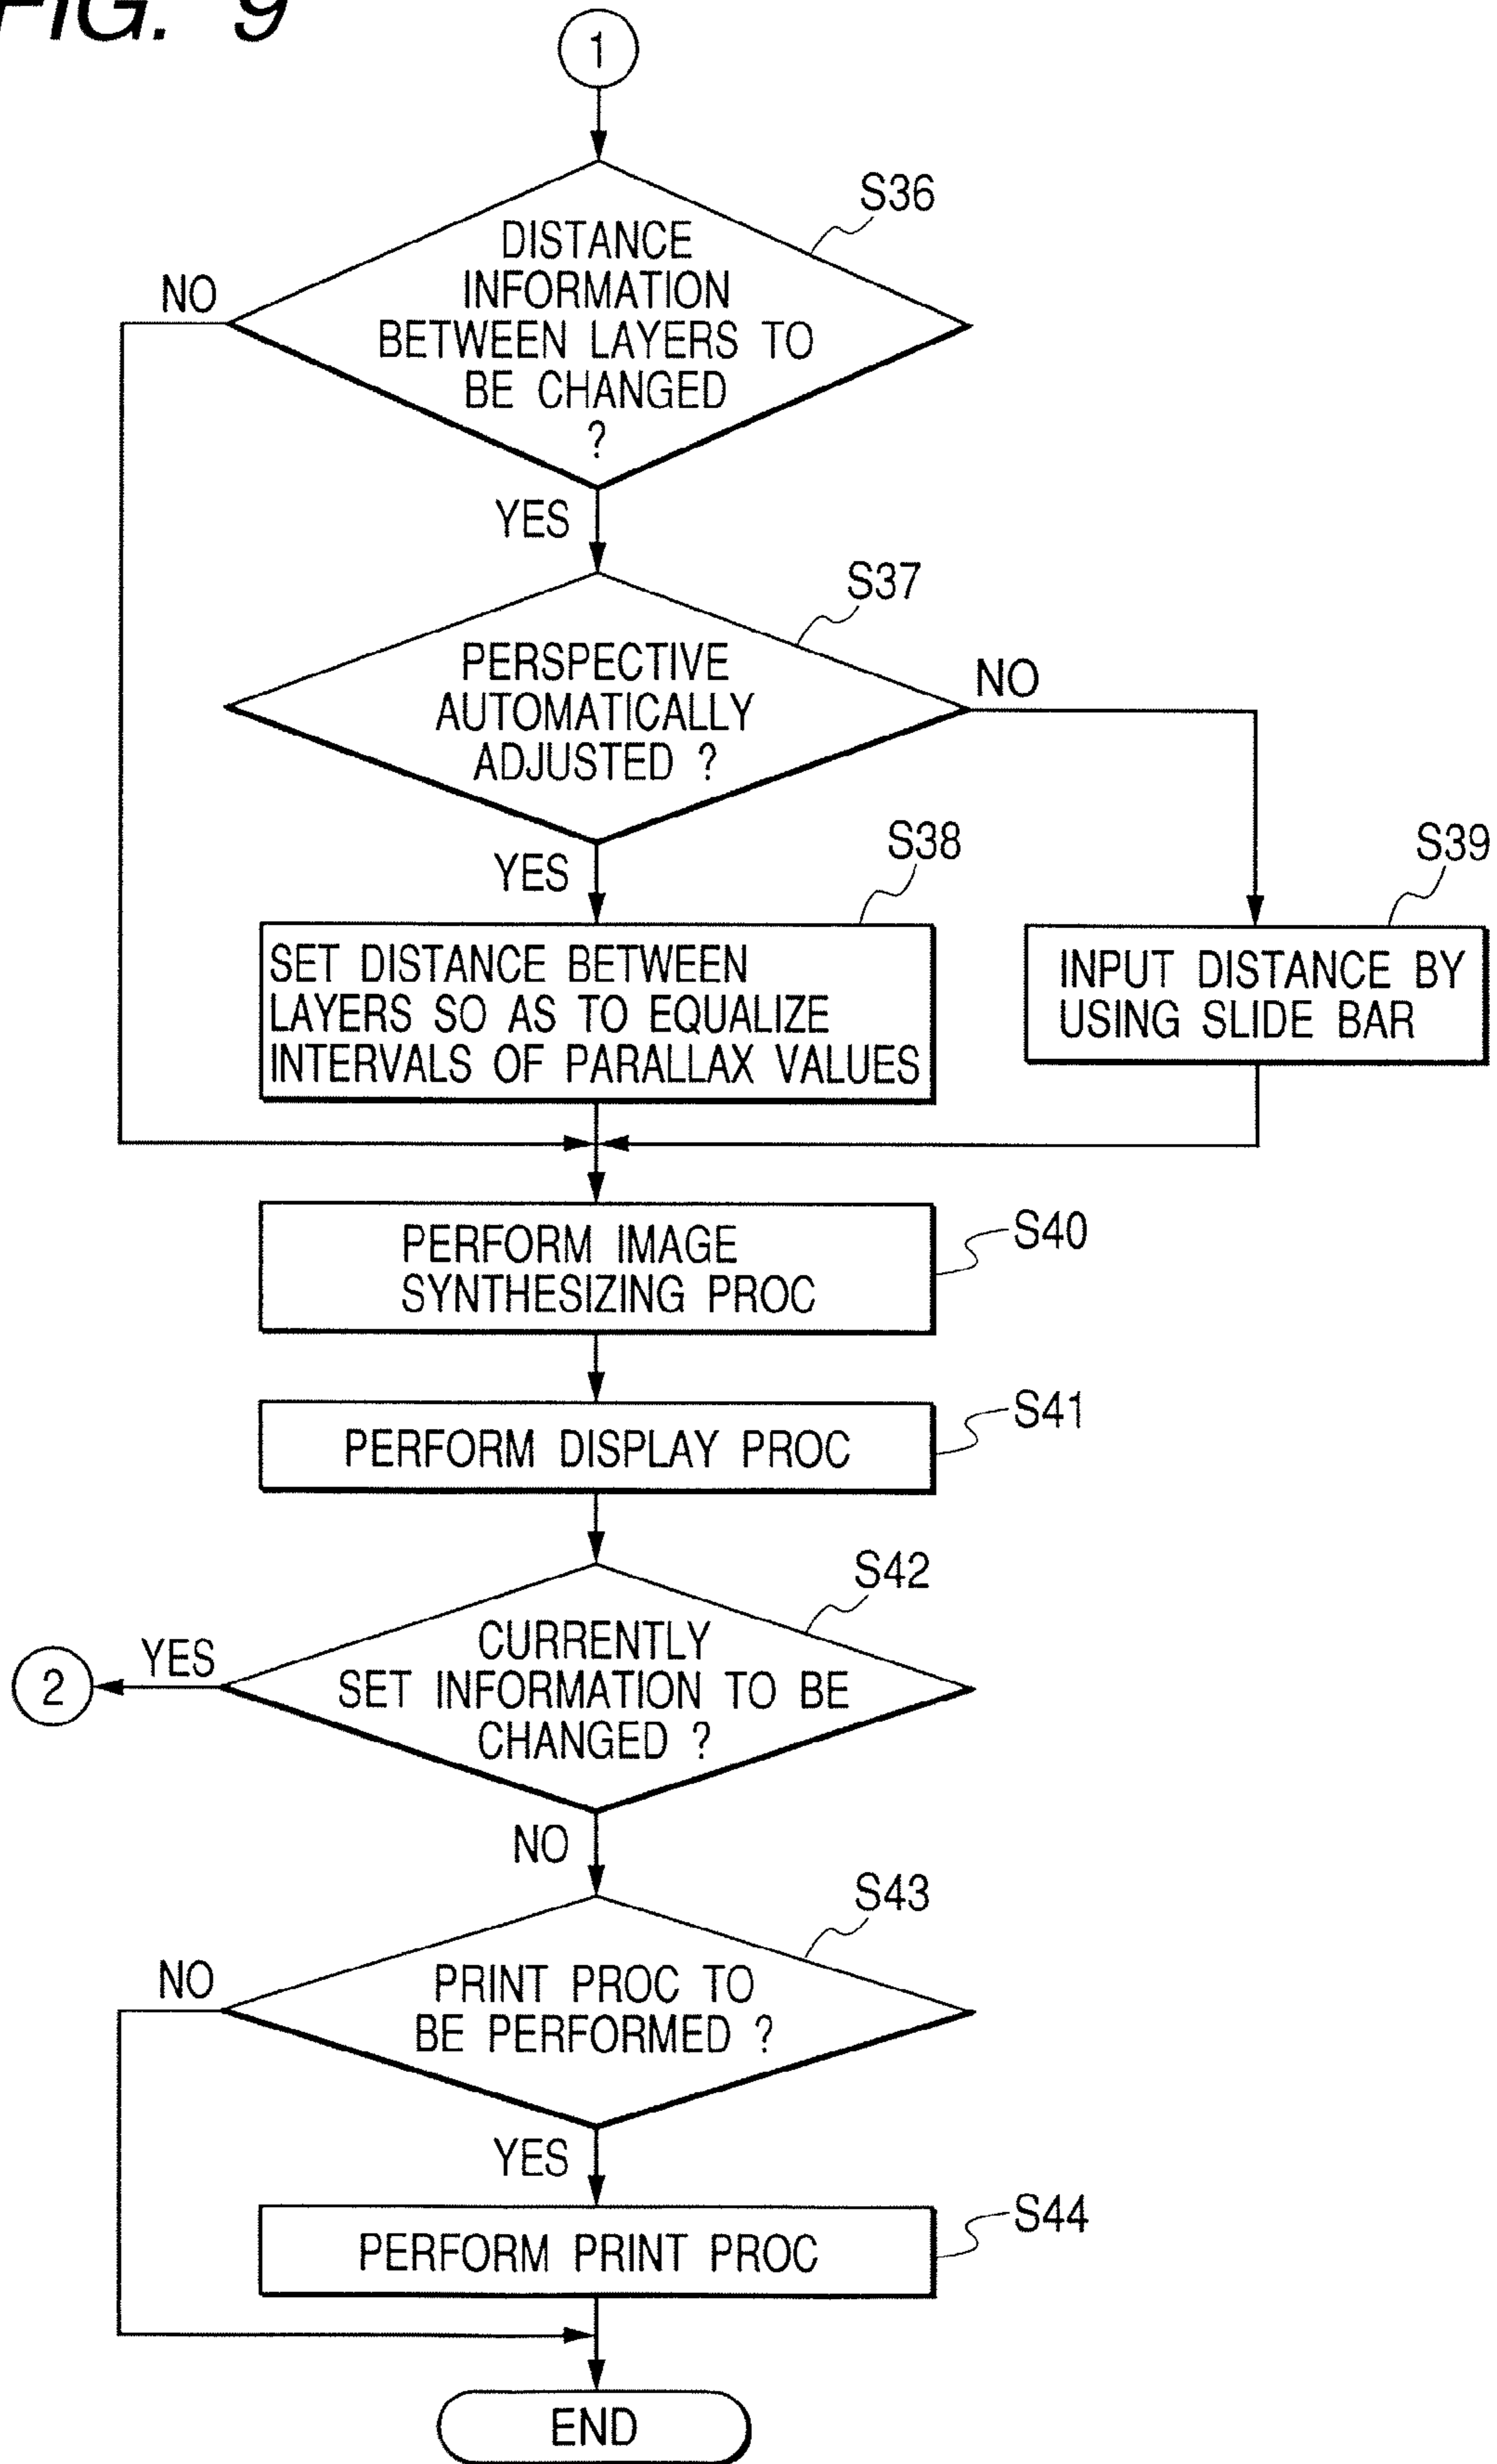 FIG. 9
1
S36
DISTANCE
INFORMATION
BETWEEN LAYERS TO
BE CHANGED
?
NO
YES
S37
PERSPECTIVE
AUTOMATICALLY
ADJUSTED ?
NO
YES
S38
S39
SET DISTANCE BETWEEN
LAYERS SO AS TO EQUALIZE
INTERVALS OF PARALLAX VALUES
INPUT DISTANCE BY
USING SLIDE BAR
PERFORM IMAGE
SYNTHESIZING PROC
S40
PERFORM DISPLAY PROC
S41
S42
CURRENTLY
SET INFORMATION TO BE
CHANGED ?
YES
2
NO
S43
PRINT PROC TO
BE PERFORMED ?
NO
YES
PERFORM PRINT PROC
S44
END